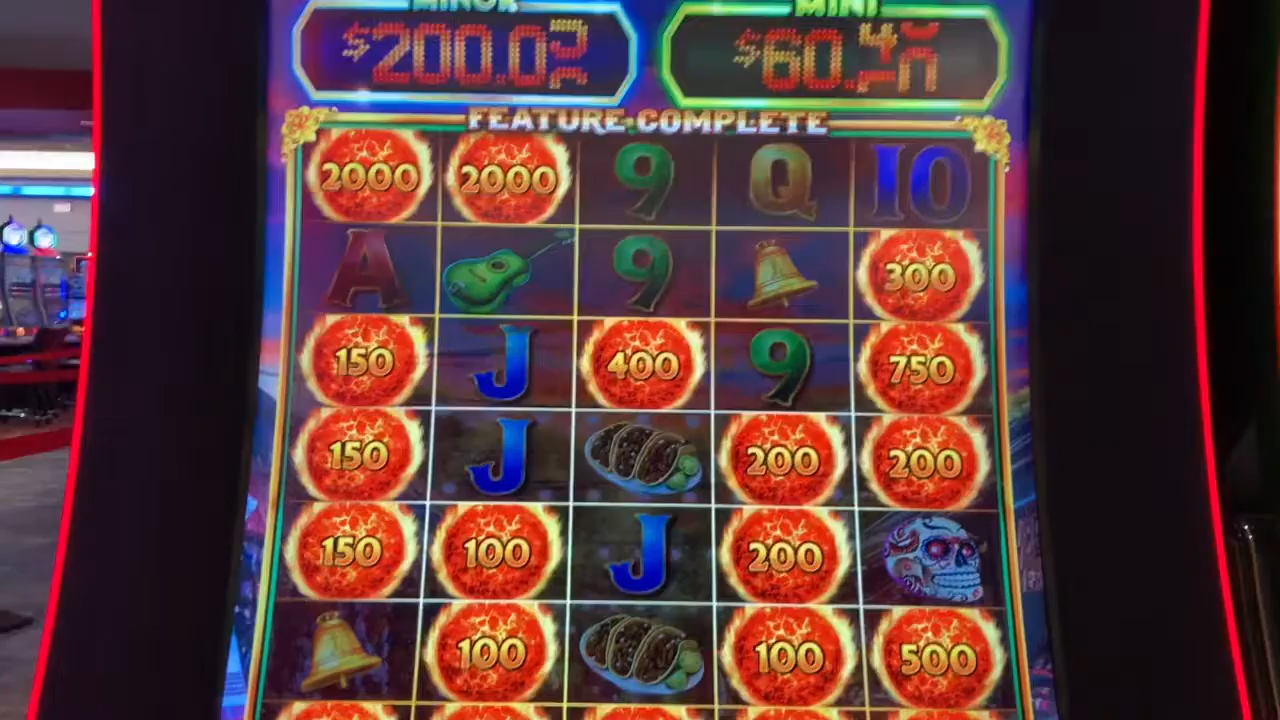 MINOR
MINI
$200.0
$60.
FEATURE COMPLETE
2000 2000 9 Q 10
A 9 300
150 J 400 9 750
150 J 200 200
150 100 J 200
100 100 500